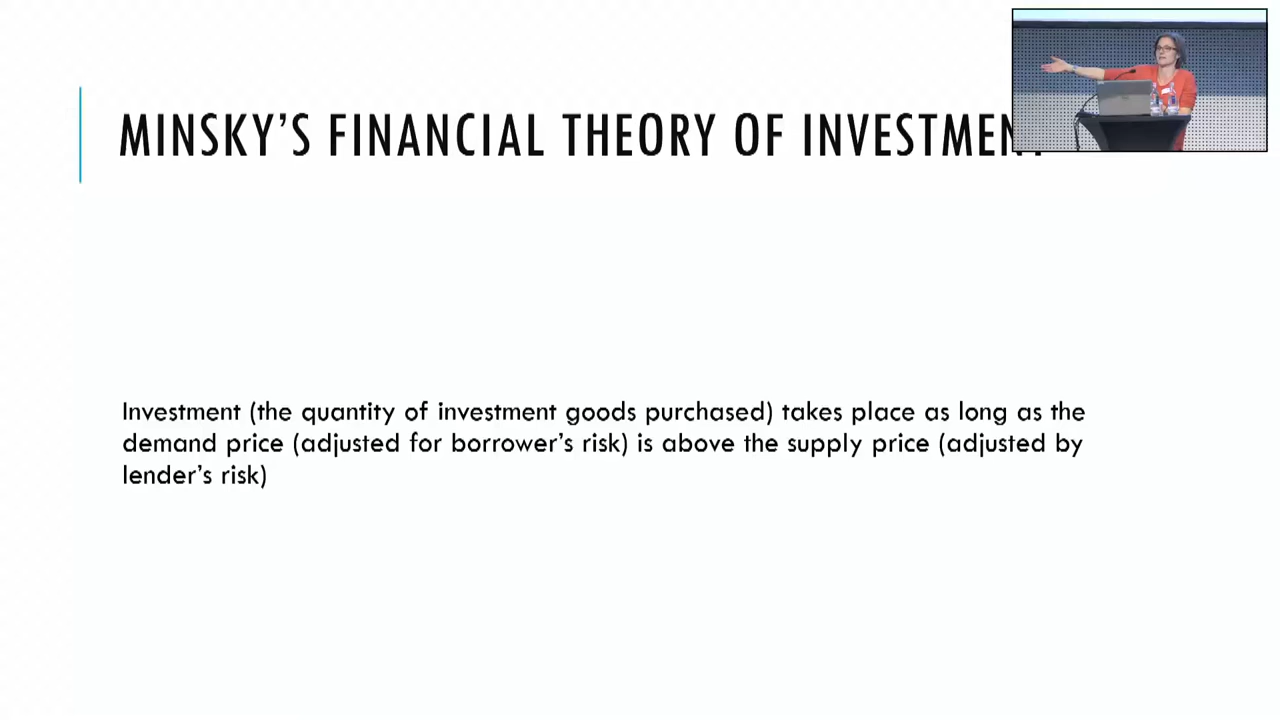 MINSKY'S FINANCIAL THEORY OF INVESTMENT
Investment (the quantity of investment goods purchased) takes place as long as the
demand price (adjusted for borrower's risk) is above the supply price (adjusted by
lender's risk)